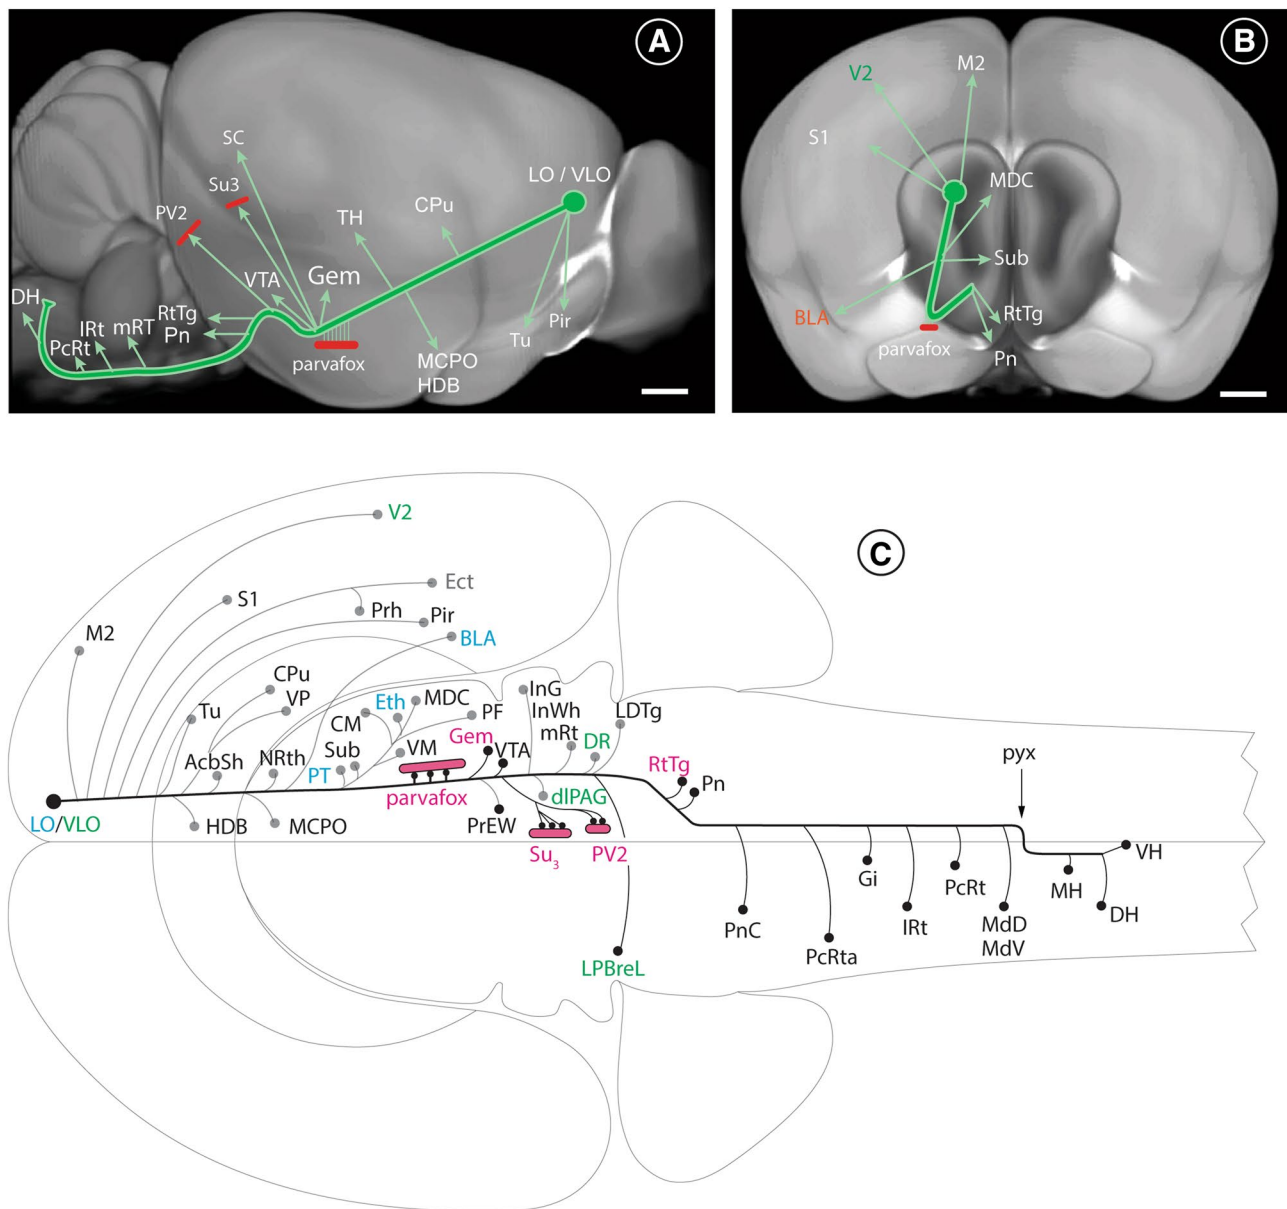 A
SC
Su3
PV2
LO / VLO
CPu
TH
Gem
VTA
DH
RtTg
IRt
mRT
Pn
PcRt
Pir
Tu
parvafox
MCPO
HDB
B
V2
M2
S1
MDC
Sub
BLA
RtTg
parvafox
Pn
C
V2
Ect
S1
Prh
Pir
M2
BLA
CPu
VP
Tu
Eth
MDC
InG
InWh
mRt
LDTg
CM
PF
Sub
VM
Gem
VTA
DR
AcbSh
NRth
PT
RtTg
Pn
pyx
parvafox
dlPAG
LO/VLO
HDB
MCPO
PrEW
Su3
PV2
VH
Gi
PcRt
MH
PnC
IRt
MdD
MdV
DH
PcRta
LPBreL